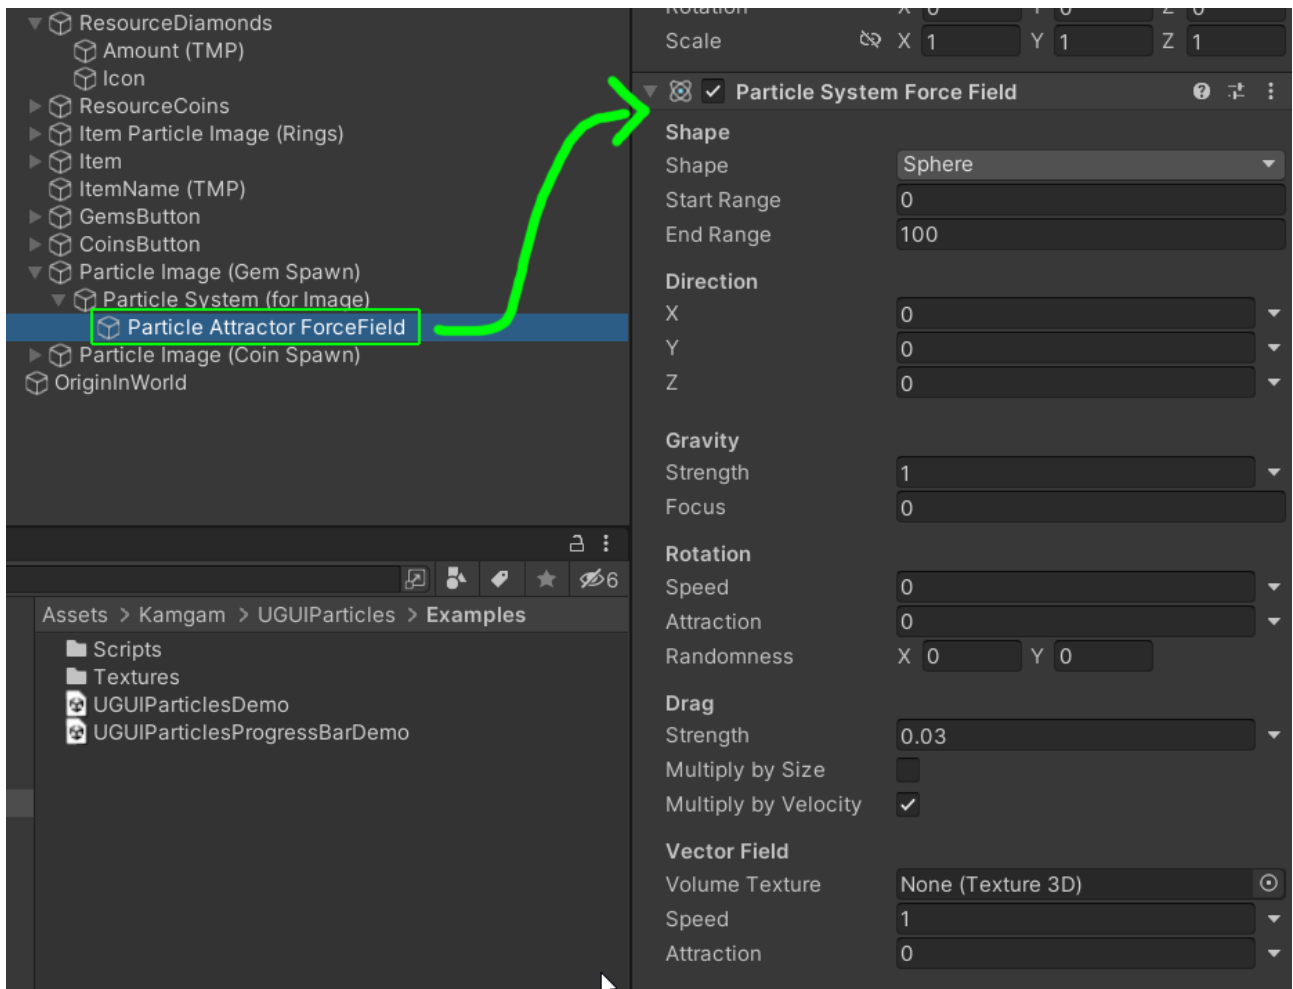 ResourceDiamonds
Amount (TMP)
Icon
ResourceCoins
Item Particle Image (Rings)
Item
ItemName (TMP)
GemsButton
CoinsButton
Particle Image (Gem Spawn)
Particle System (for Image)
Particle Attractor ForceField
Particle Image (Coin Spawn)
OriginInWorld
6
Assets > Kamgam > UGUIParticles > Examples
Scripts
Textures
UGUIParticlesDemo
UGUIParticlesProgressBarDemo
Rotation X 0 Y 0 Z 0
Scale X 1 Y 1 Z 1
Particle System Force Field
Shape
Shape Sphere
Start Range 0
End Range 100
Direction
X 0
Y 0
Z 0
Gravity
Strength 1
Focus 0
Rotation
Speed 0
Attraction 0
Randomness X 0 Y 0
Drag
Strength 0.03
Multiply by Size
Multiply by Velocity
Vector Field
Volume Texture None (Texture 3D)
Speed 1
Attraction 0